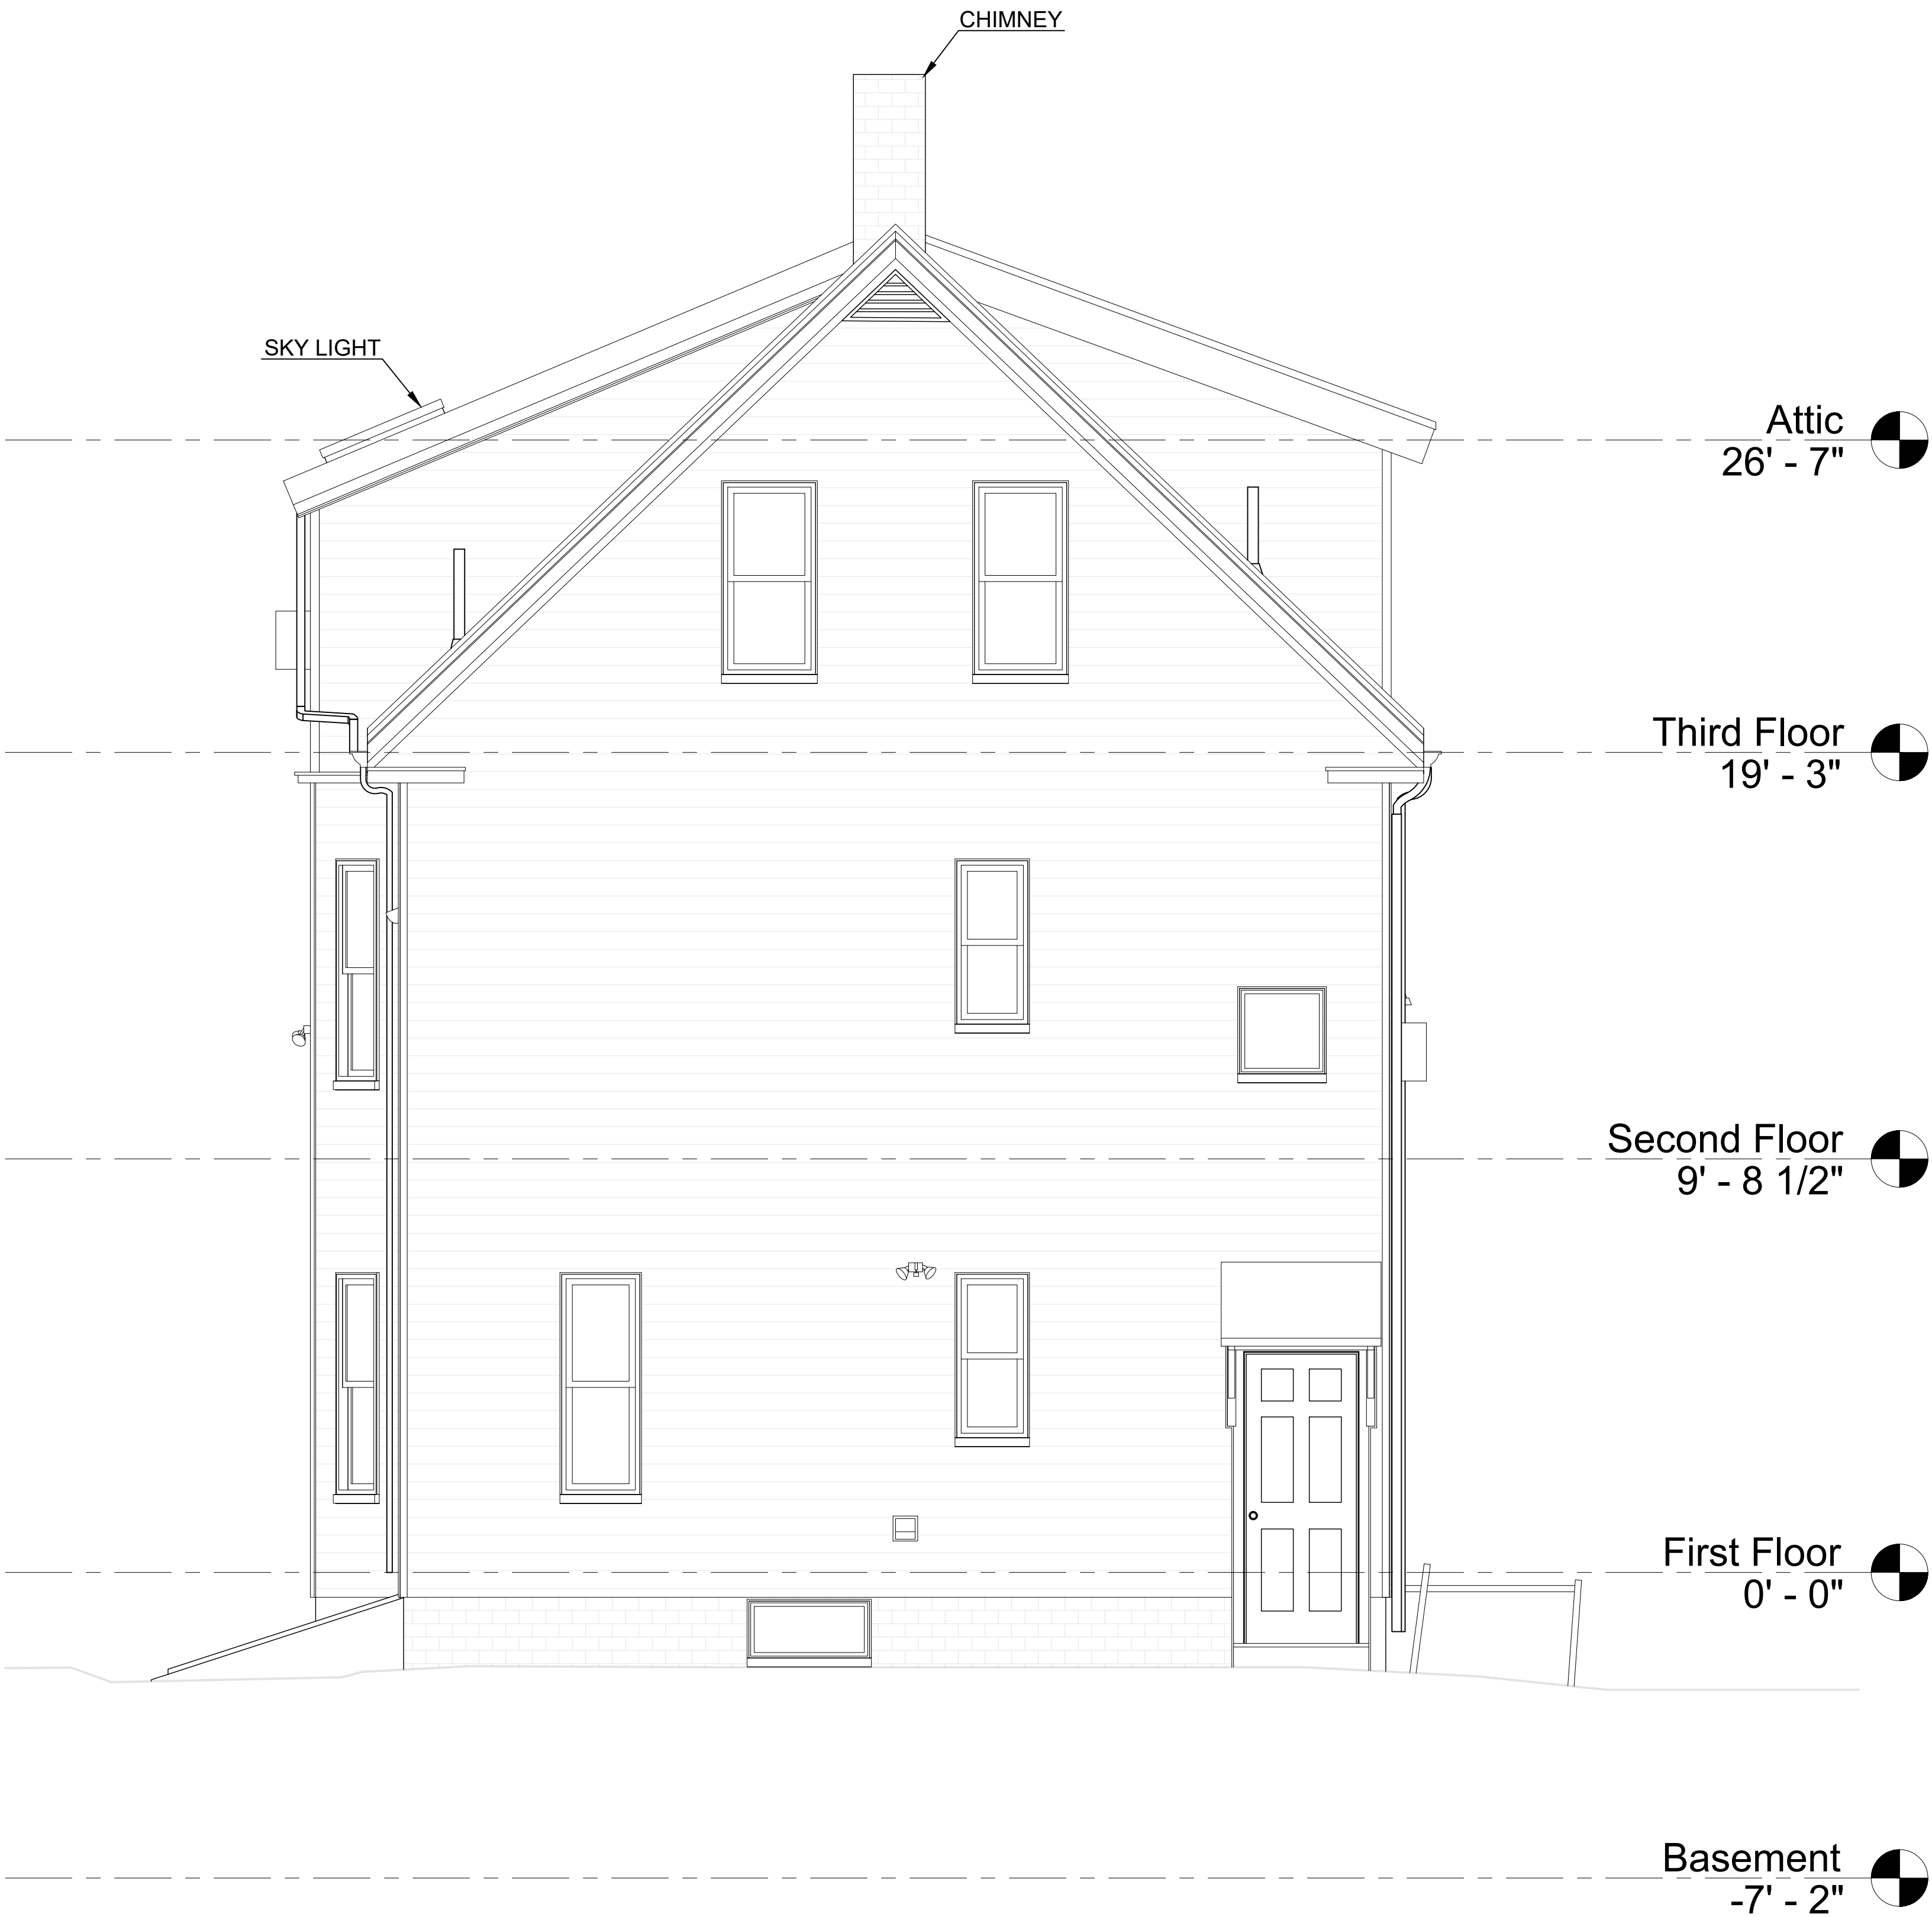 CHIMNEY
SKY LIGHT
Attic
26' - 7"
Third Floor
19' - 3"
Second Floor
9' - 8 1/2"
First Floor
0' - 0"
Basement
-7' - 2"